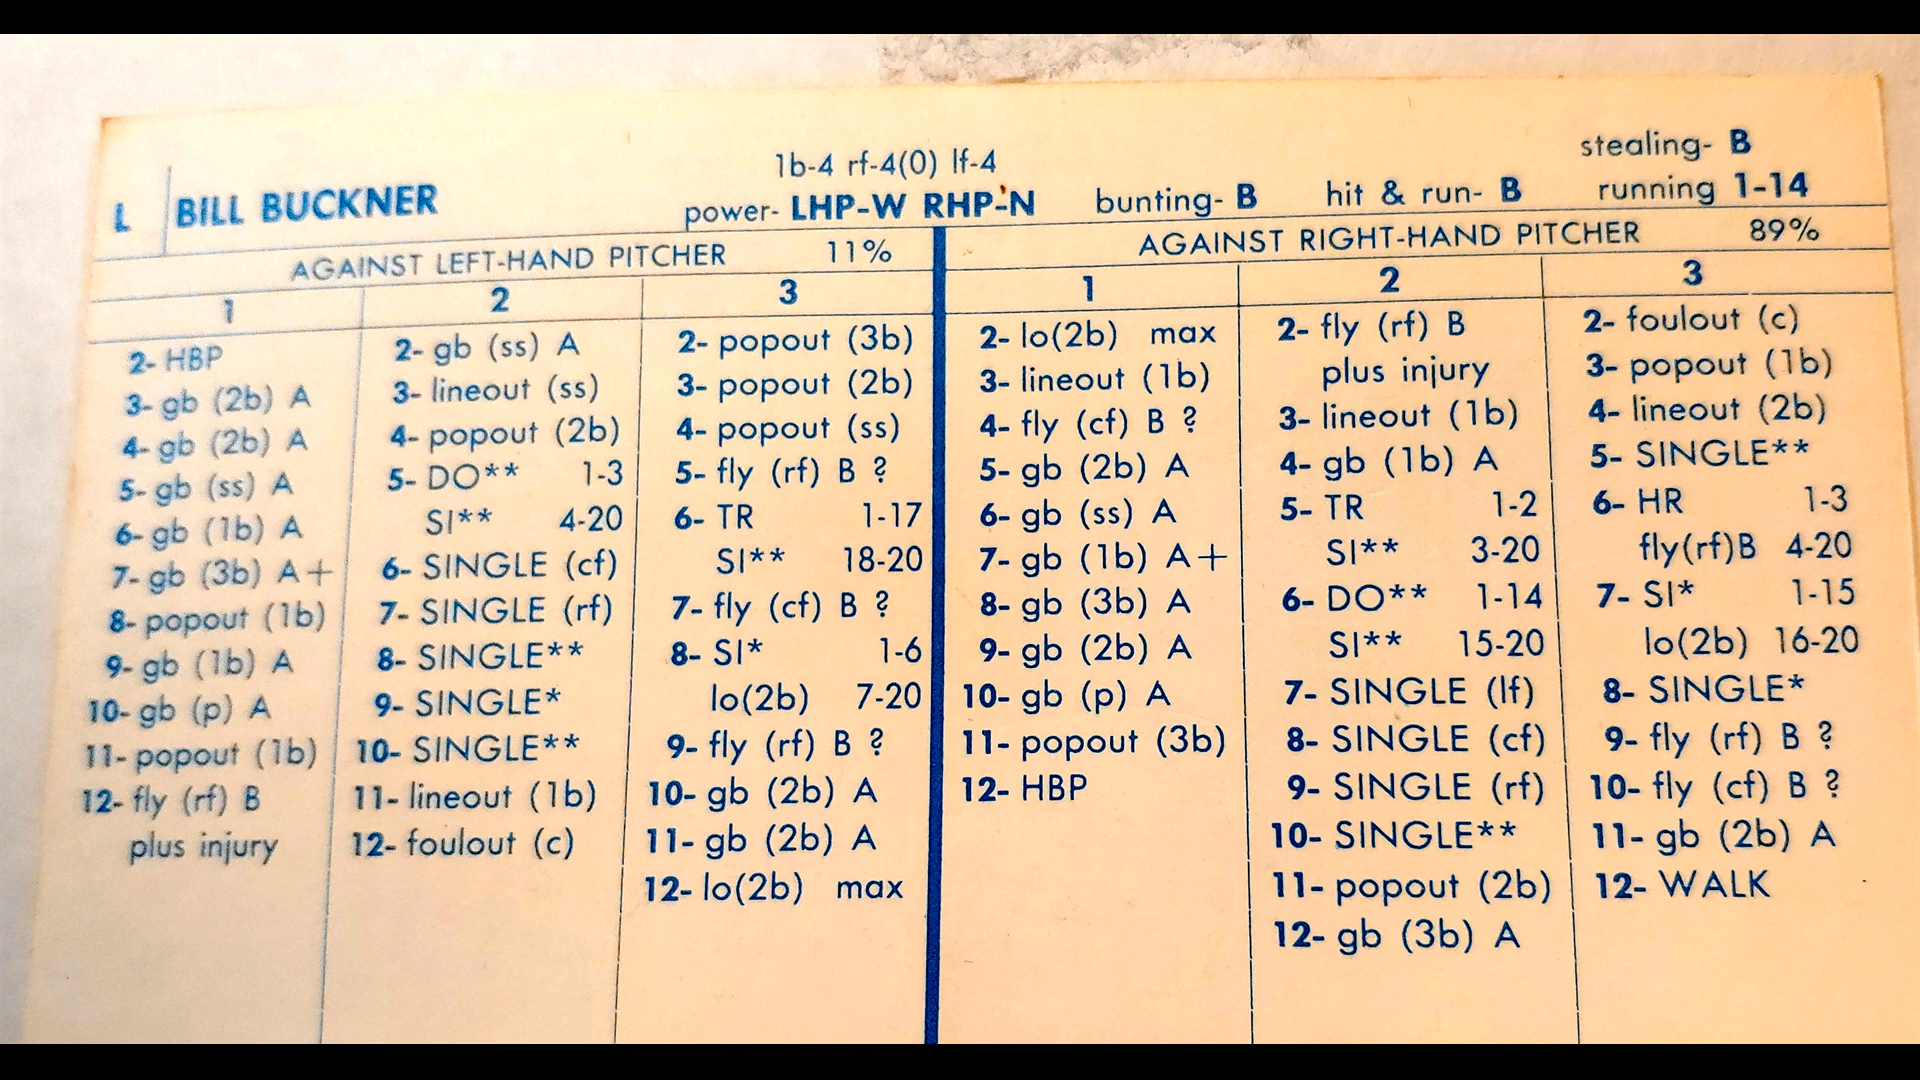 1b-4 rf-4(0) lf-4
stealing- B
L BILL BUCKNER
power- LHP-W RHP-N bunting- B hit & run- B running 1-14
AGAINST LEFT-HAND PITCHER 11%
1 2 3
AGAINST RIGHT-HAND PITCHER 89%
1 2 3
2- HBP
3- gb (2b) A
4- gb (2b) A
5- gb (ss) A
6- gb (1b) A
7- gb (3b) A+
8- popout (1b)
9- gb (1b) A
10- gb (p) A
11- popout (1b)
12- fly (rf) B
plus injury
2- gb (ss) A
3- lineout (ss)
4- popout (2b)
5- DO** 1-3
SI** 4-20
6- SINGLE (cf)
7- SINGLE (rf)
8- SINGLE**
9- SINGLE*
10- SINGLE**
11- lineout (1b)
12- foulout (c)
2- popout (3b)
3- popout (2b)
4- popout (ss)
5- fly (rf) B ?
6- TR 1-17
SI** 18-20
7- fly (cf) B ?
8- SI* 1-6
lo(2b) 7-20
9- fly (rf) B ?
10- gb (2b) A
11- gb (2b) A
12- lo(2b) max
2- lo(2b) max
3- lineout (1b)
4- fly (cf) B ?
5- gb (2b) A
6- gb (ss) A
7- gb (1b) A+
8- gb (3b) A
9- gb (2b) A
10- gb (p) A
11- popout (3b)
12- HBP
2- fly (rf) B
plus injury
3- lineout (1b)
4- gb (1b) A
5- TR 1-2
SI** 3-20
6- DO** 1-14
SI** 15-20
7- SINGLE (lf)
8- SINGLE (cf)
9- SINGLE (rf)
10- SINGLE**
11- popout (2b)
12- gb (3b) A
2- foulout (c)
3- popout (1b)
4- lineout (2b)
5- SINGLE**
6- HR 1-3
fly(rf)B 4-20
7- SI* 1-15
lo(2b) 16-20
8- SINGLE*
9- fly (rf) B ?
10- fly (cf) B ?
11- gb (2b) A
12- WALK